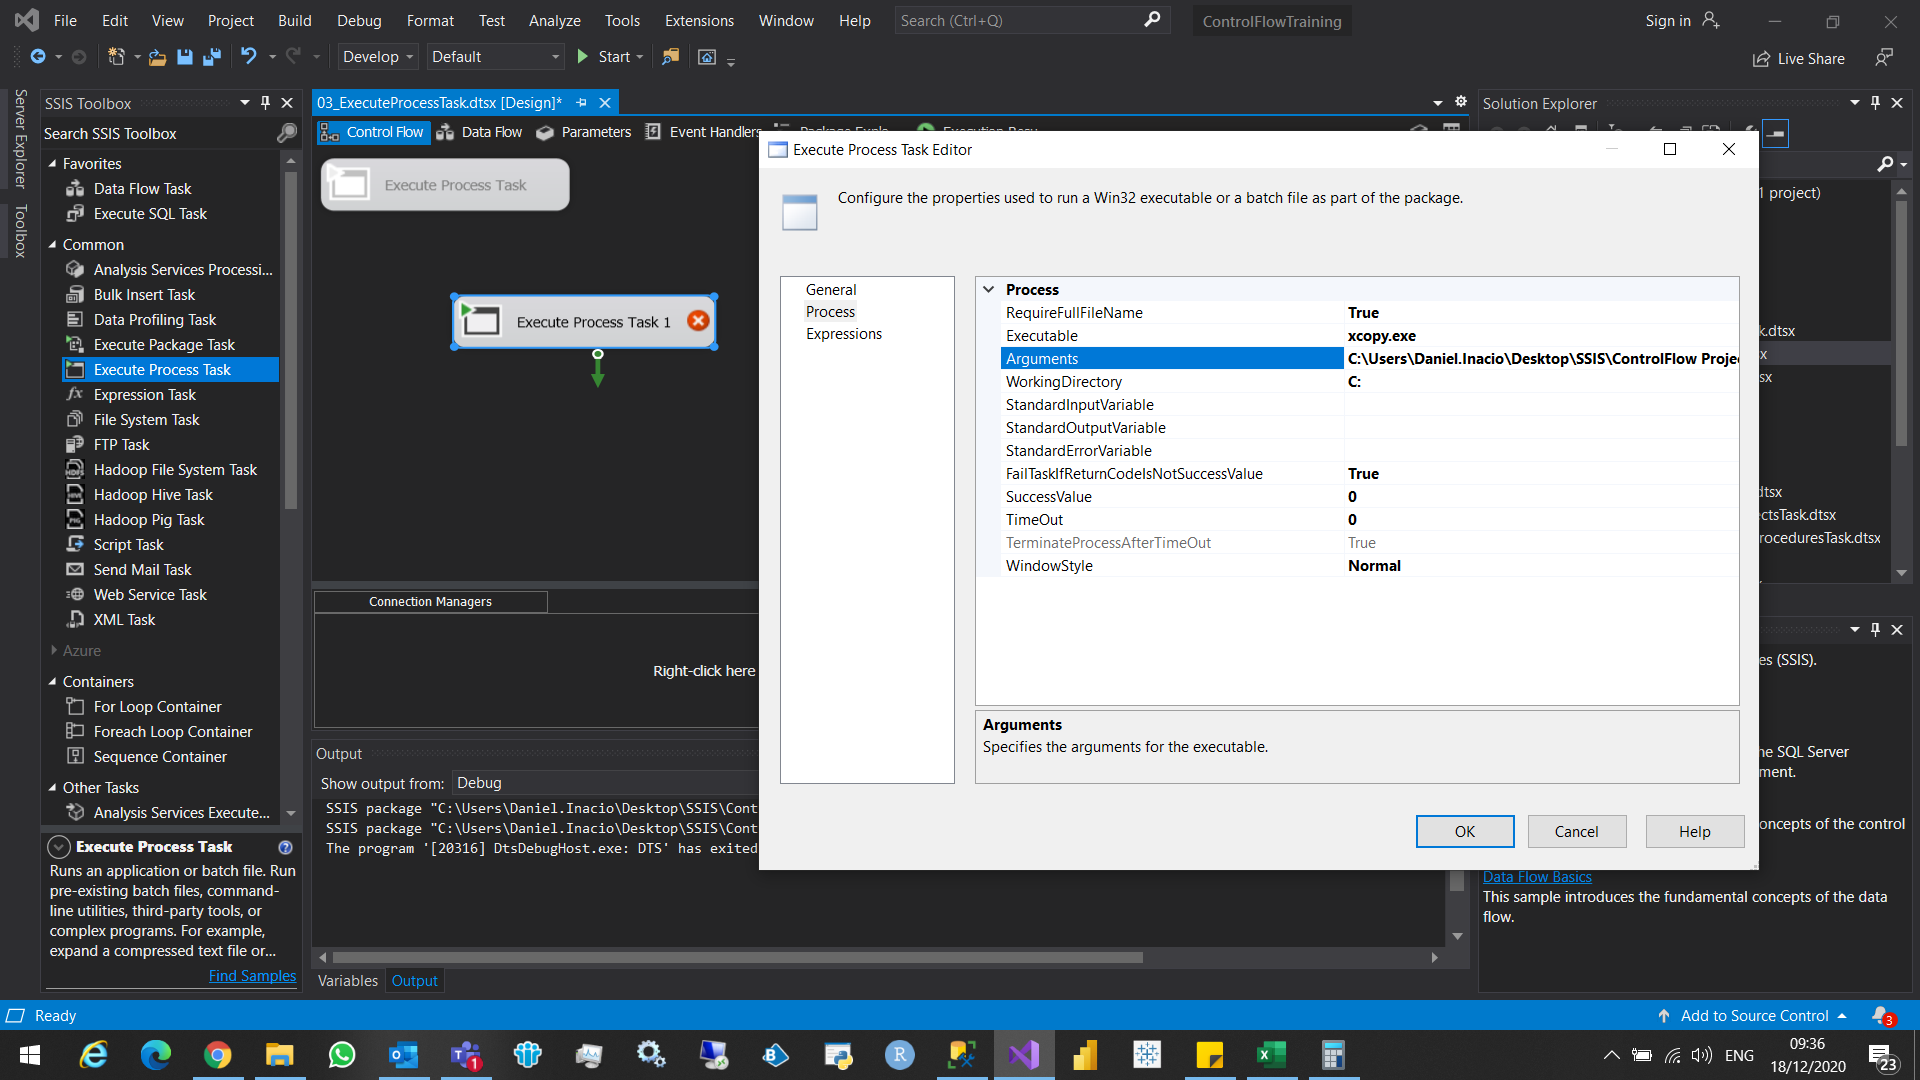 File Edit View Project Build Debug Format Test Analyze Tools Extensions Window Help Search (Ctrl+Q) ControlFlowTraining Sign in
Develop Default Start Live Share
Server Explorer
Toolbox
SSIS Toolbox
Search SSIS Toolbox
Favorites
Data Flow Task
Execute SQL Task
Common
Analysis Services Processi...
Bulk Insert Task
Data Profiling Task
Execute Package Task
Execute Process Task
Expression Task
File System Task
FTP Task
Hadoop File System Task
Hadoop Hive Task
Hadoop Pig Task
Script Task
Send Mail Task
Web Service Task
XML Task
Azure
Containers
For Loop Container
Foreach Loop Container
Sequence Container
Other Tasks
Analysis Services Execute...
Execute Process Task
Runs an application or batch file. Run
pre-existing batch files, command-
line utilities, third-party tools, or
complex programs. For example,
expand a compressed text file or...
Find Samples
03_ExecuteProcessTask.dtsx [Design]*
Control Flow Data Flow Parameters Event Handlers
Execute Process Task
Execute Process Task 1
Connection Managers
Right-click here
Output
Show output from: Debug
SSIS package "C:\Users\Daniel.Inacio\Desktop\SSIS\Cont
SSIS package "C:\Users\Daniel.Inacio\Desktop\SSIS\Cont
The program '[20316] DtsDebugHost.exe: DTS' has exited
Variables Output
Execute Process Task Editor
Configure the properties used to run a Win32 executable or a batch file as part of the package.
General
Process
Expressions
Process
RequireFullFileName True
Executable xcopy.exe
Arguments C:\Users\Daniel.Inacio\Desktop\SSIS\ControlFlow Projec
WorkingDirectory C:
StandardInputVariable
StandardOutputVariable
StandardErrorVariable
FailTaskIfReturnCodeIsNotSuccessValue True
SuccessValue 0
TimeOut 0
TerminateProcessAfterTimeOut True
WindowStyle Normal
Arguments
Specifies the arguments for the executable.
OK Cancel Help
Solution Explorer
1 project)
k.dtsx
x
sx
dtsx
ctsTask.dtsx
roceduresTask.dtsx
es (SSIS).
ne SQL Server
ment.
oncepts of the control
Data Flow Basics
This sample introduces the fundamental concepts of the data
flow.
Ready Add to Source Control 3
1 ENG 09:36
18/12/2020 23